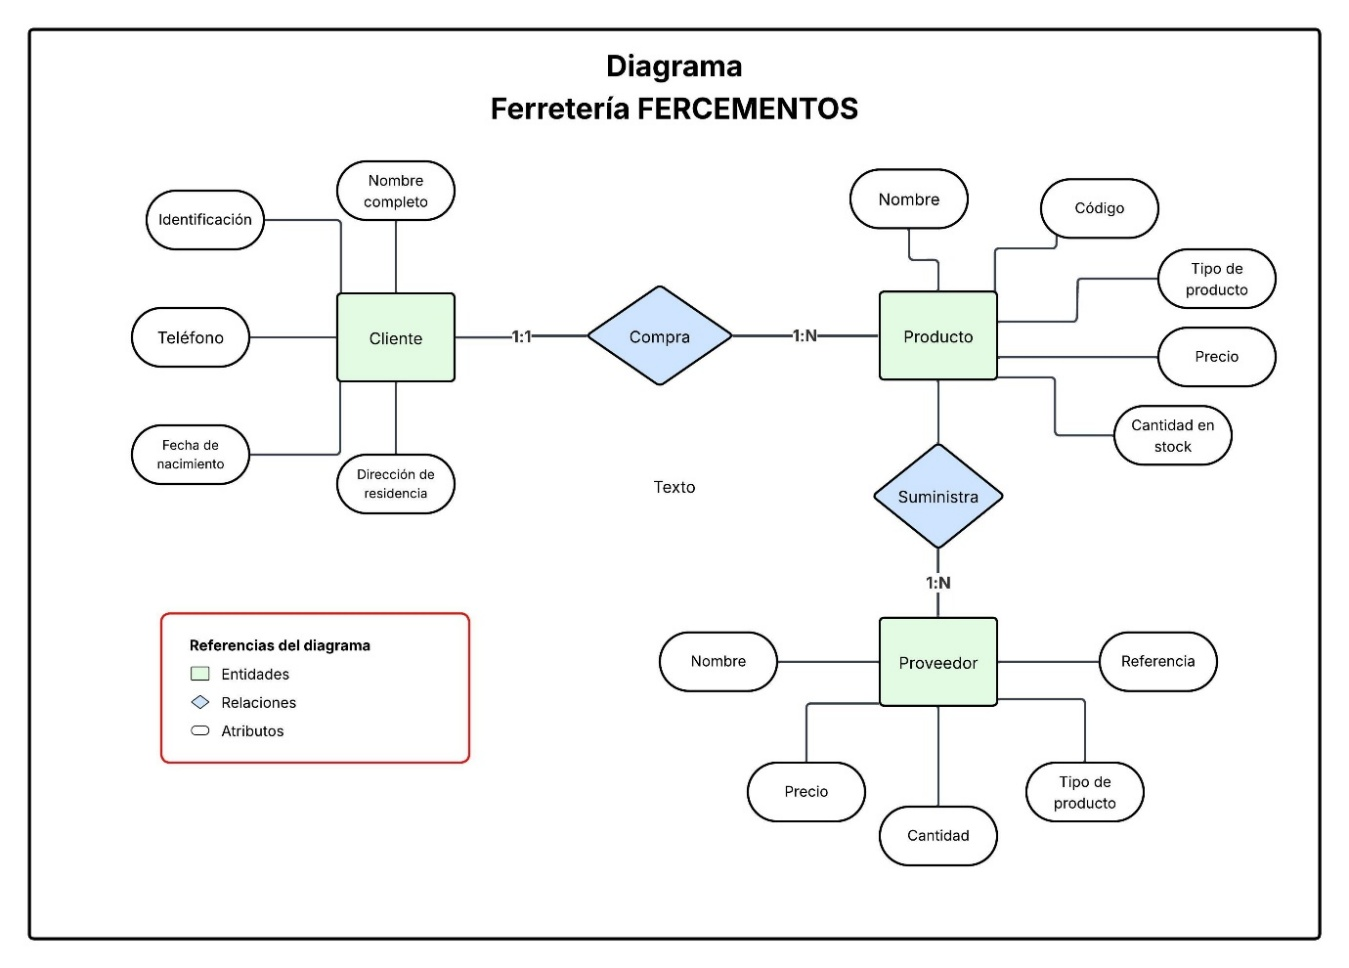 Diagrama
Ferretería FERCEMENTOS
Nombre
completo
Identificación
Teléfono
Cliente
Fecha de
nacimiento
Dirección de
residencia
1:1
Compra
1:N
Nombre
Código
Tipo de
producto
Producto
Precio
Cantidad en
stock
Texto
Suministra
1:N
Nombre
Proveedor
Referencia
Precio
Cantidad
Tipo de
producto
Referencias del diagrama
Entidades
Relaciones
Atributos